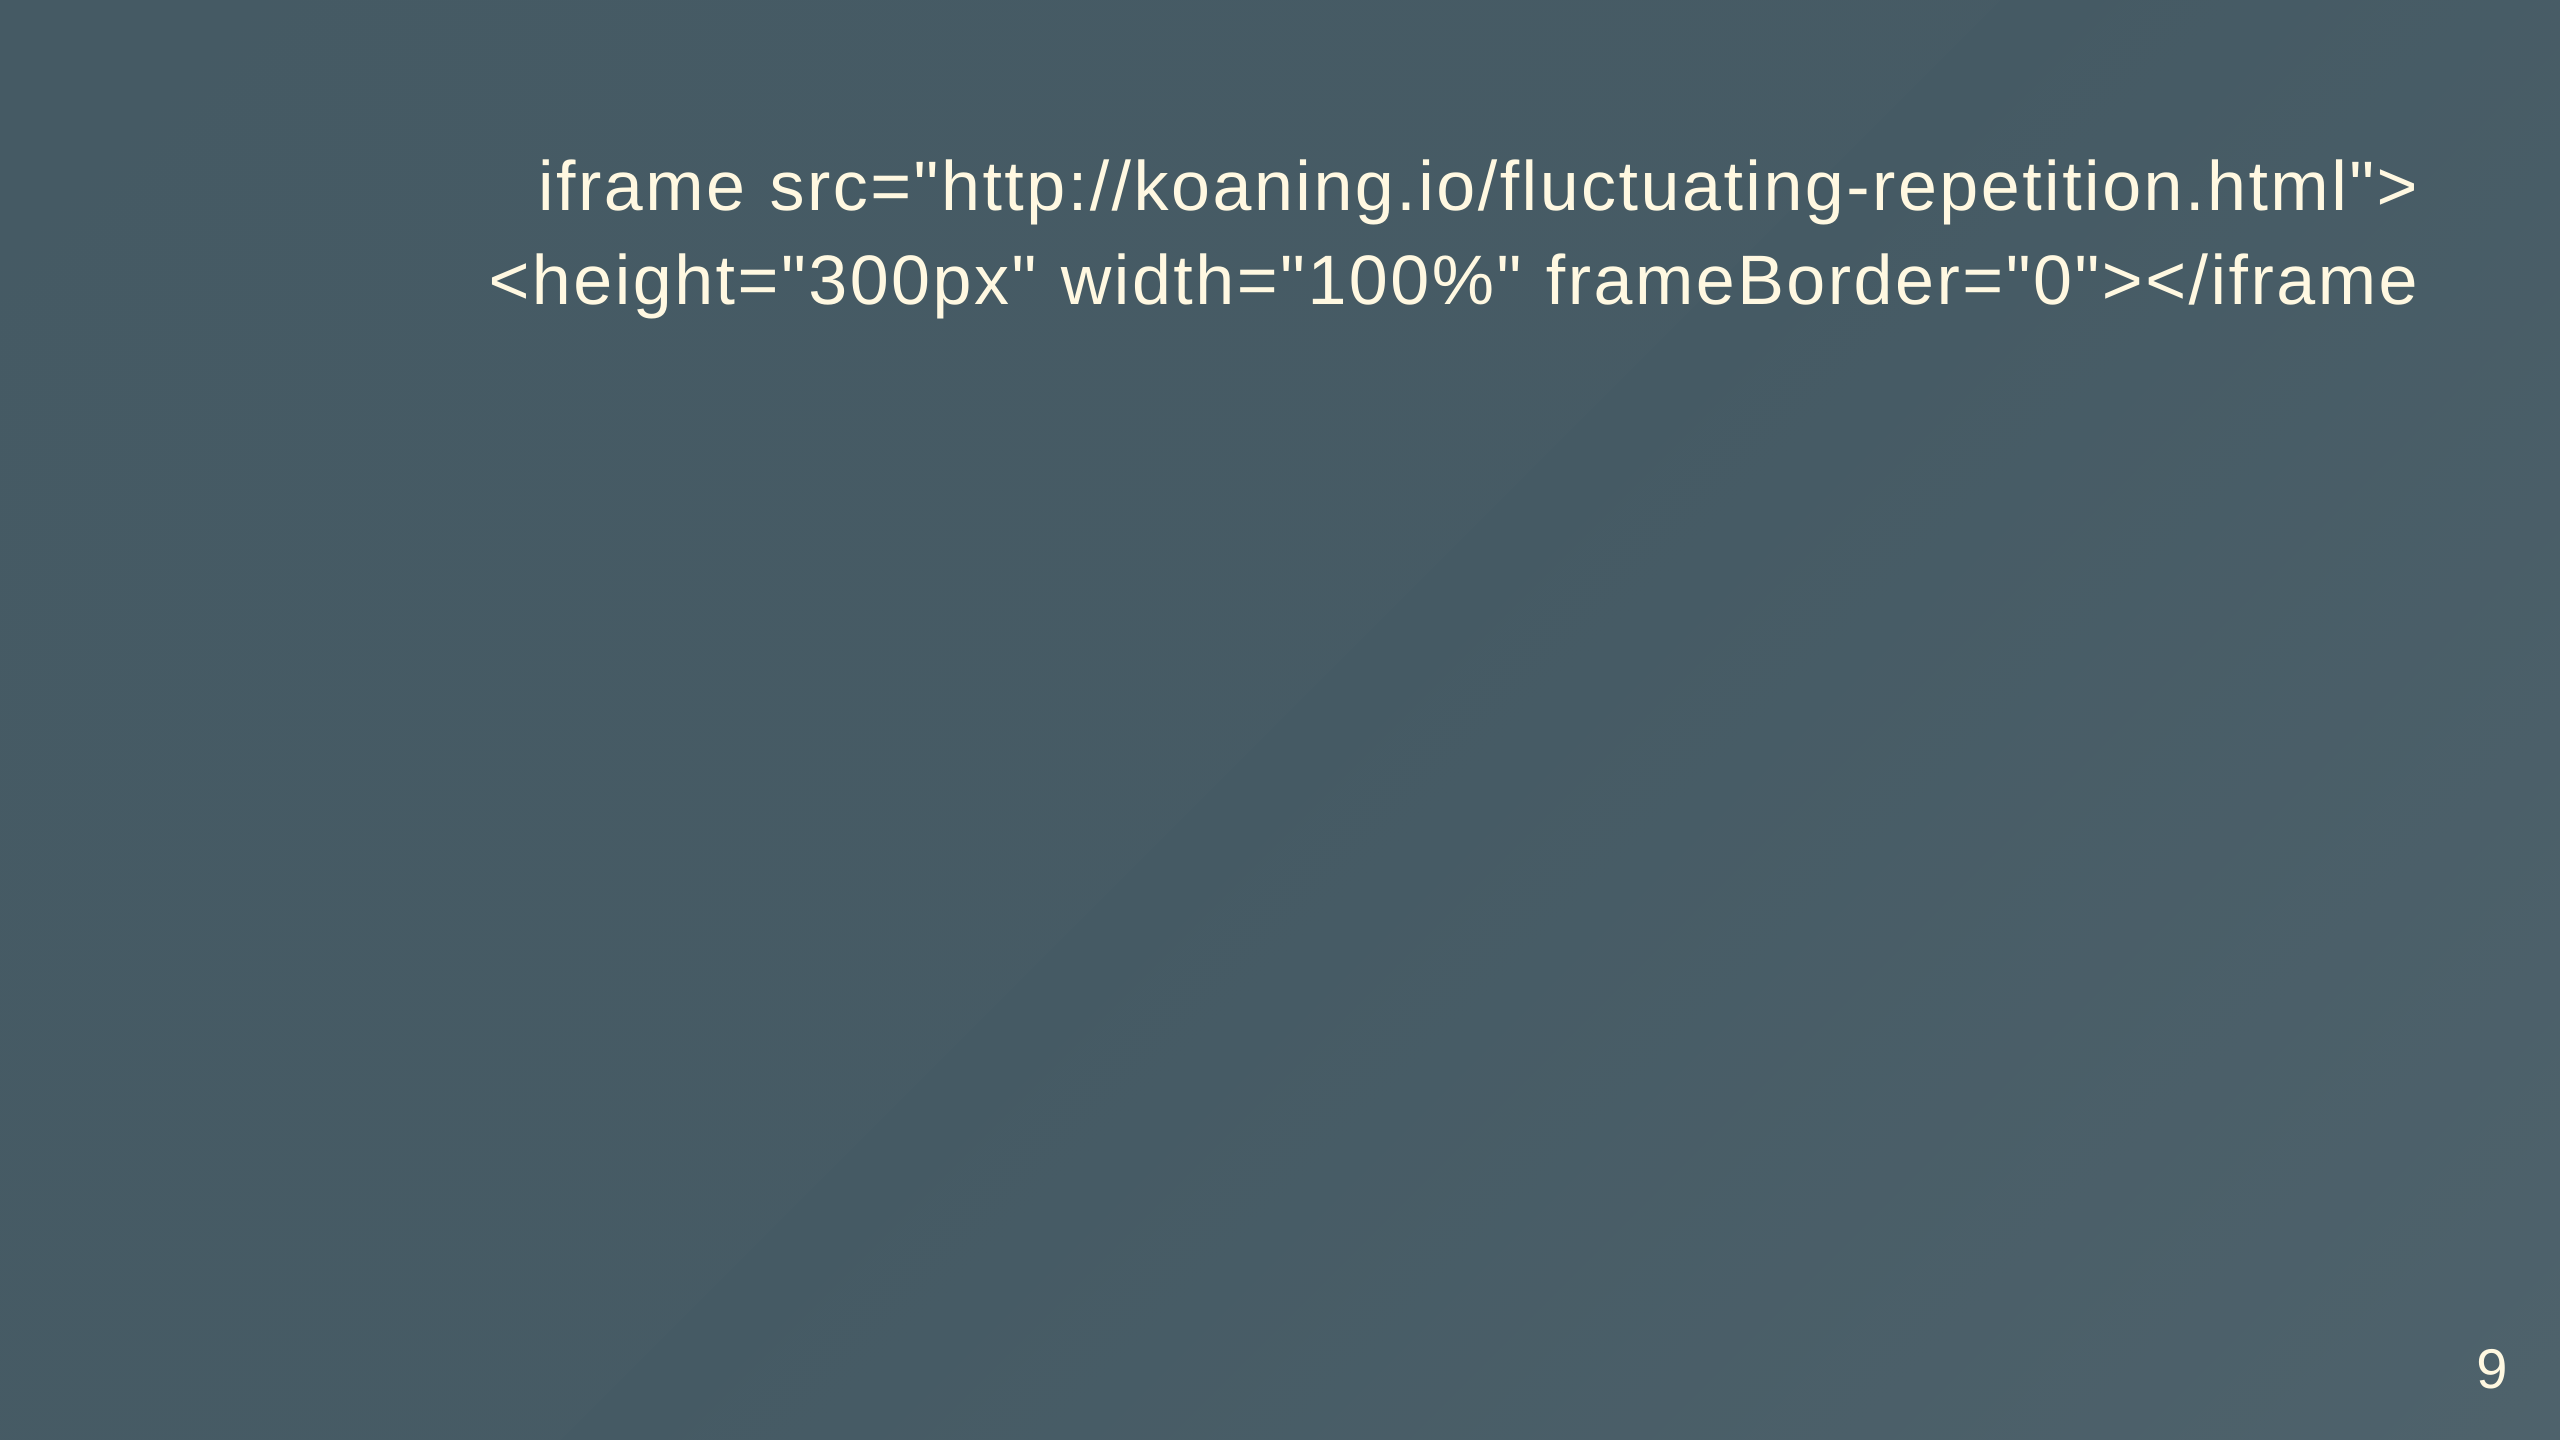 iframe src="http://koaning.io/fluctuating-repetition.html">
<height="300px" width="100%" frameBorder="0"></iframe
9